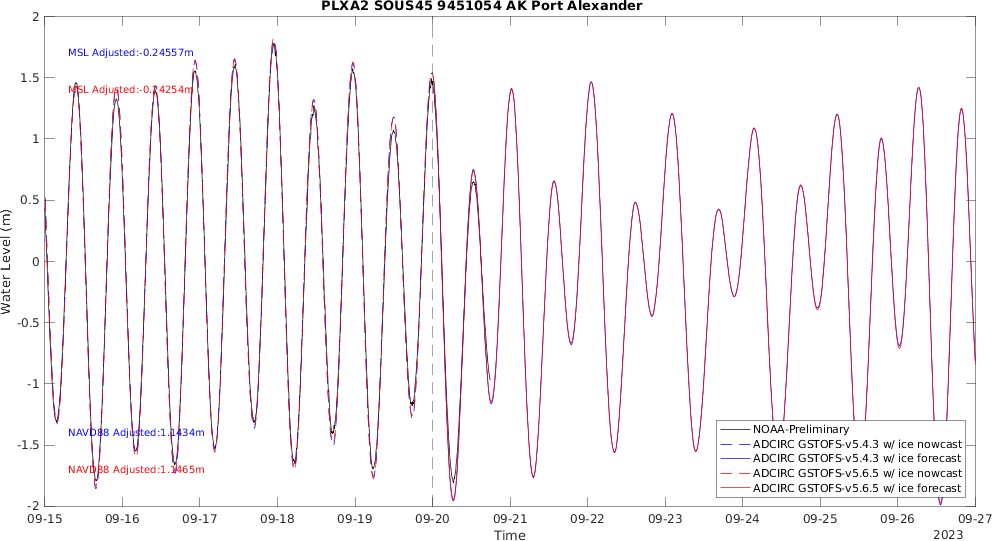 PLXA2 SOUS45 9451054 AK Port Alexander
2
1.5
1
0.5
0
-0.5
-1
-1.5
-2
Water Level (m)
MSL Adjusted:-0.24557m
MSL Adjusted:-0.24254m
NAVD88 Adjusted:1.1434m
NAVD88 Adjusted:1.1465m
NOAA-Preliminary
ADCIRC GSTOFS-v5.4.3 w/ ice nowcast
ADCIRC GSTOFS-v5.4.3 w/ ice forecast
ADCIRC GSTOFS-v5.6.5 w/ ice nowcast
ADCIRC GSTOFS-v5.6.5 w/ ice forecast
09-15 09-16 09-17 09-18 09-19 09-20 09-21 09-22 09-23 09-24 09-25 09-26 09-27
Time
2023